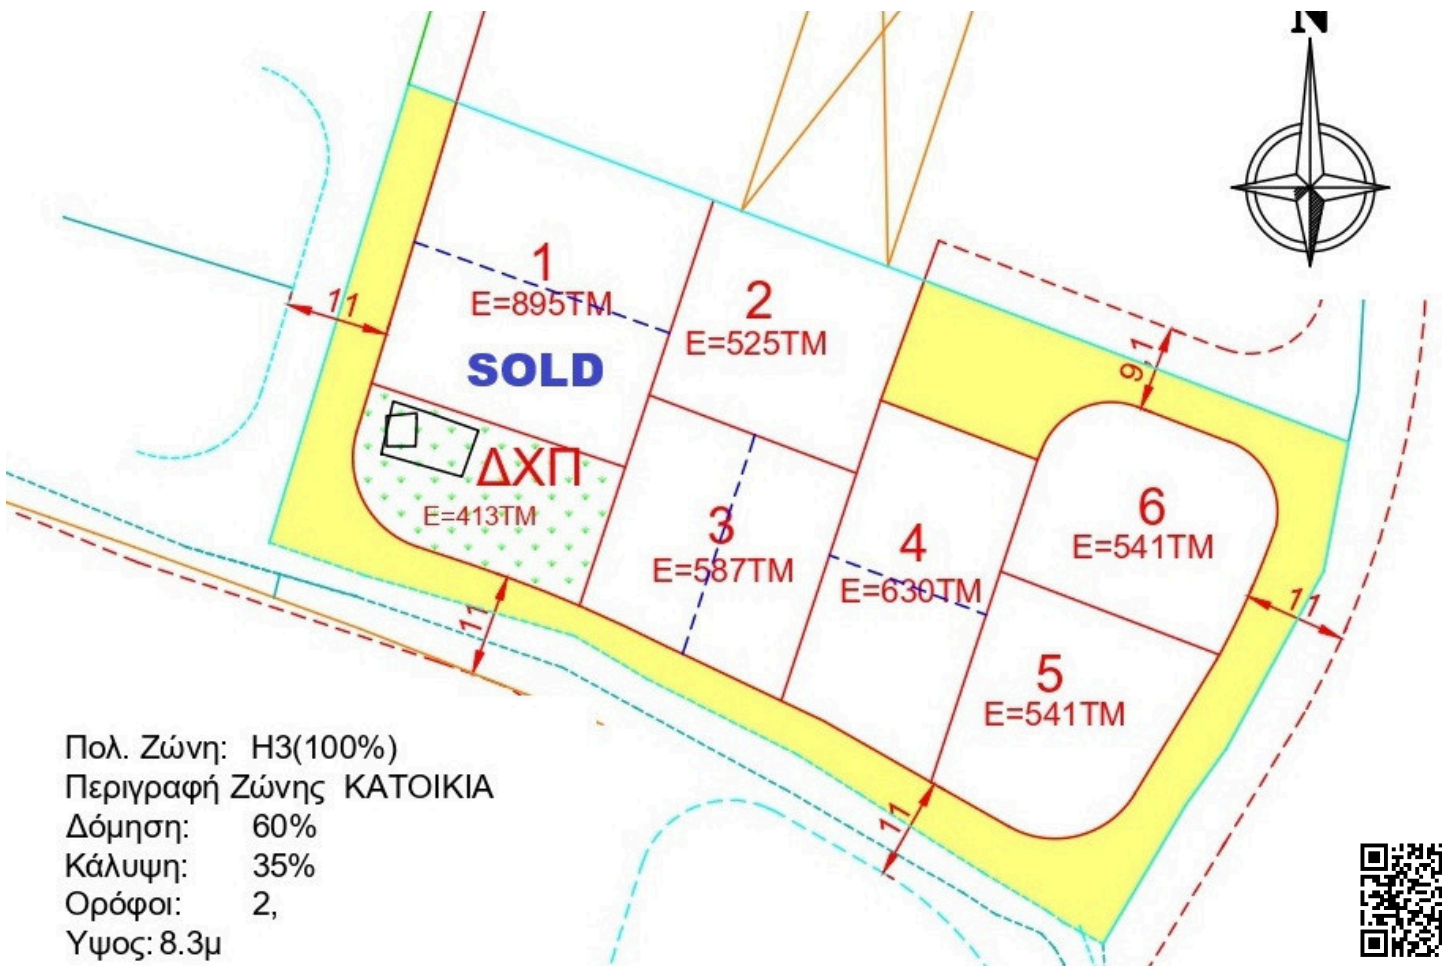 N
1
E=895TM
SOLD
2
E=525TM
11
9,1
ΔΧΠ
E=413TM
3
E=587TM
4
E=630TM
6
E=541TM
11
11
5
E=541TM
11
Πολ. Ζώνη: Η3(100%)
Περιγραφή Ζώνης ΚΑΤΟΙΚΙΑ
Δόμηση: 60%
Κάλυψη: 35%
Ορόφοι: 2,
Υψος: 8.3μ